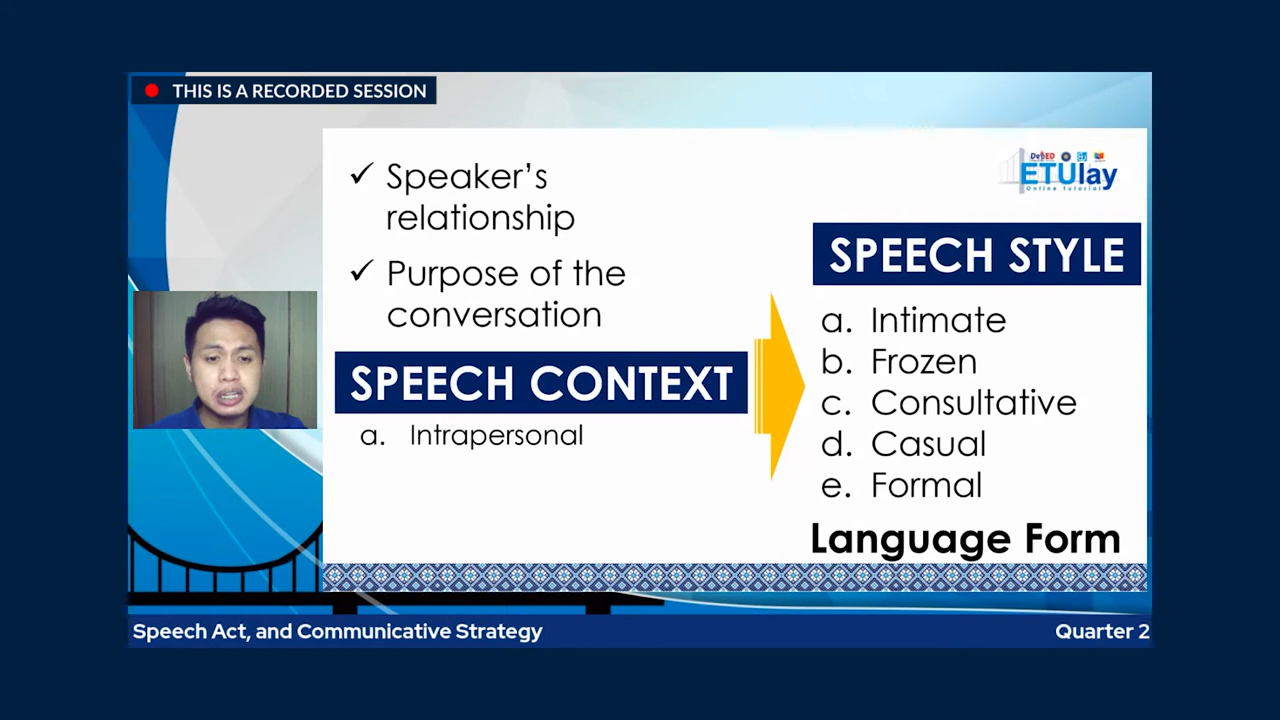 THIS IS A RECORDED SESSION
✓ Speaker's
relationship
✓ Purpose of the
conversation
SPEECH CONTEXT
a. Intrapersonal
DepED
ETUlay
Online Tutorial
SPEECH STYLE
a. Intimate
b. Frozen
c. Consultative
d. Casual
e. Formal
Language Form
Speech Act, and Communicative Strategy
Quarter 2